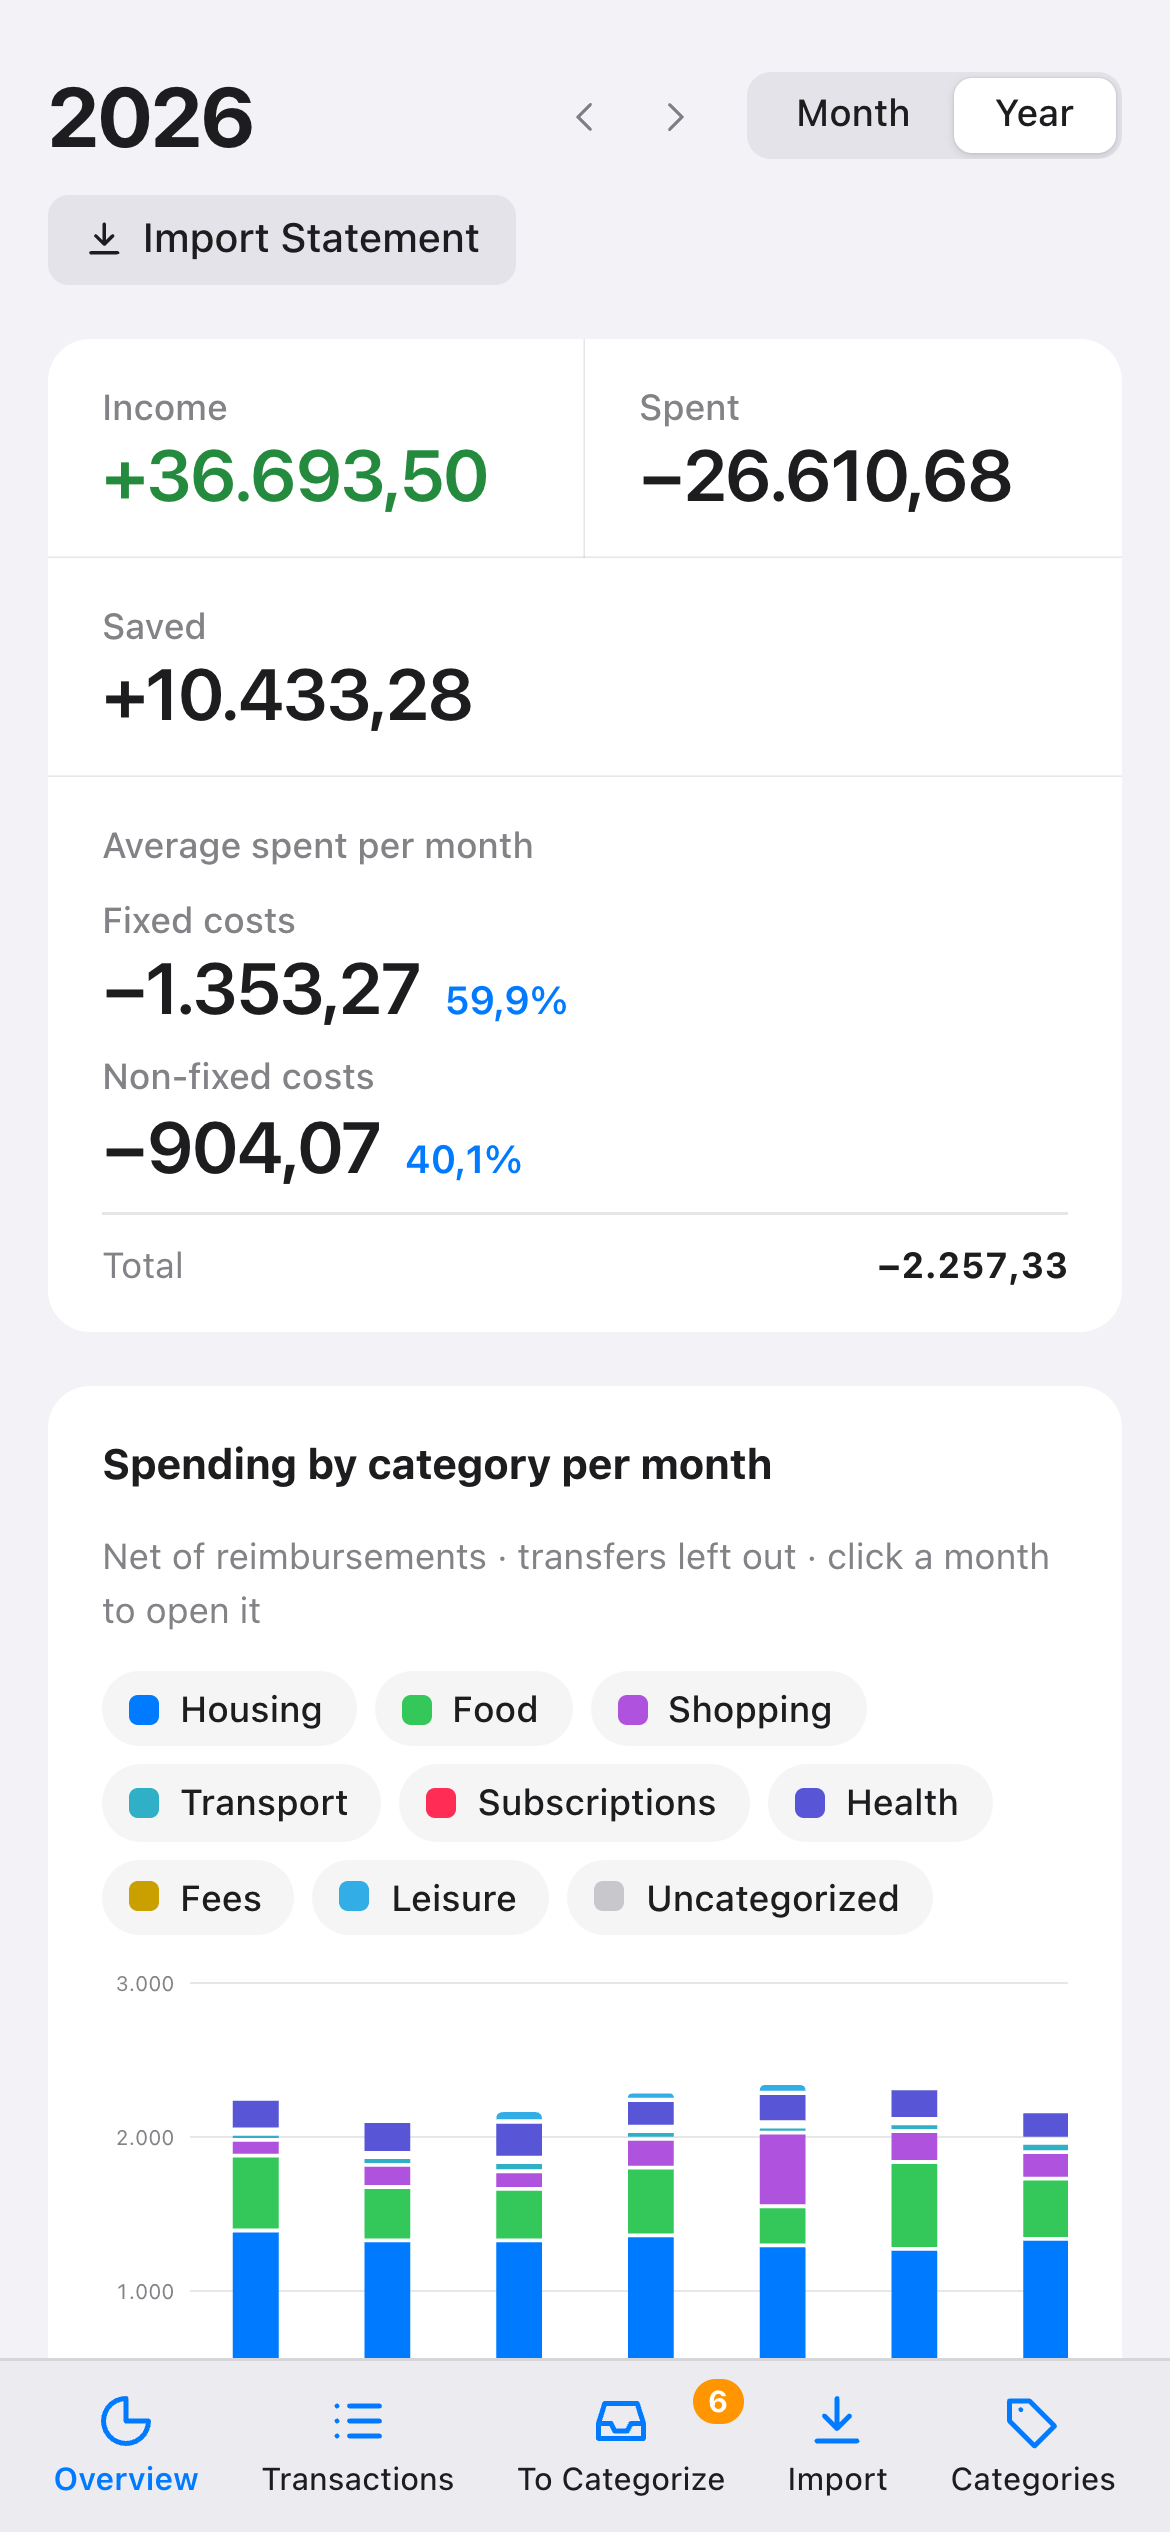 2026
Month
Year
Import Statement
Income
+36.693,50
Spent
−26.610,68
Saved
+10.433,28
Average spent per month
Fixed costs
−1.353,27 59,9%
Non-fixed costs
−904,07 40,1%
Total −2.257,33
Spending by category per month
Net of reimbursements · transfers left out · click a month
to open it
Housing
Food
Shopping
Transport
Subscriptions
Health
Fees
Leisure
Uncategorized
3.000
2.000
1.000
6
Overview
Transactions
To Categorize
Import
Categories